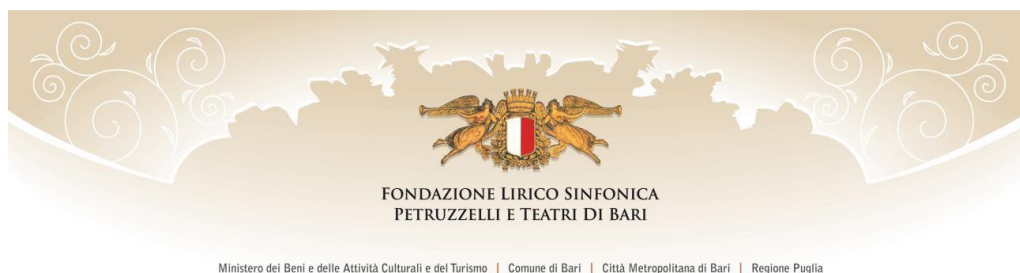 FONDAZIONE LIRICO SINFONICA
PETRUZZELLI E TEATRI DI BARI
Ministero dei Beni e delle Attività Culturali e del Turismo | Comune di Bari | Città Metropolitana di Bari | Regione Puglia